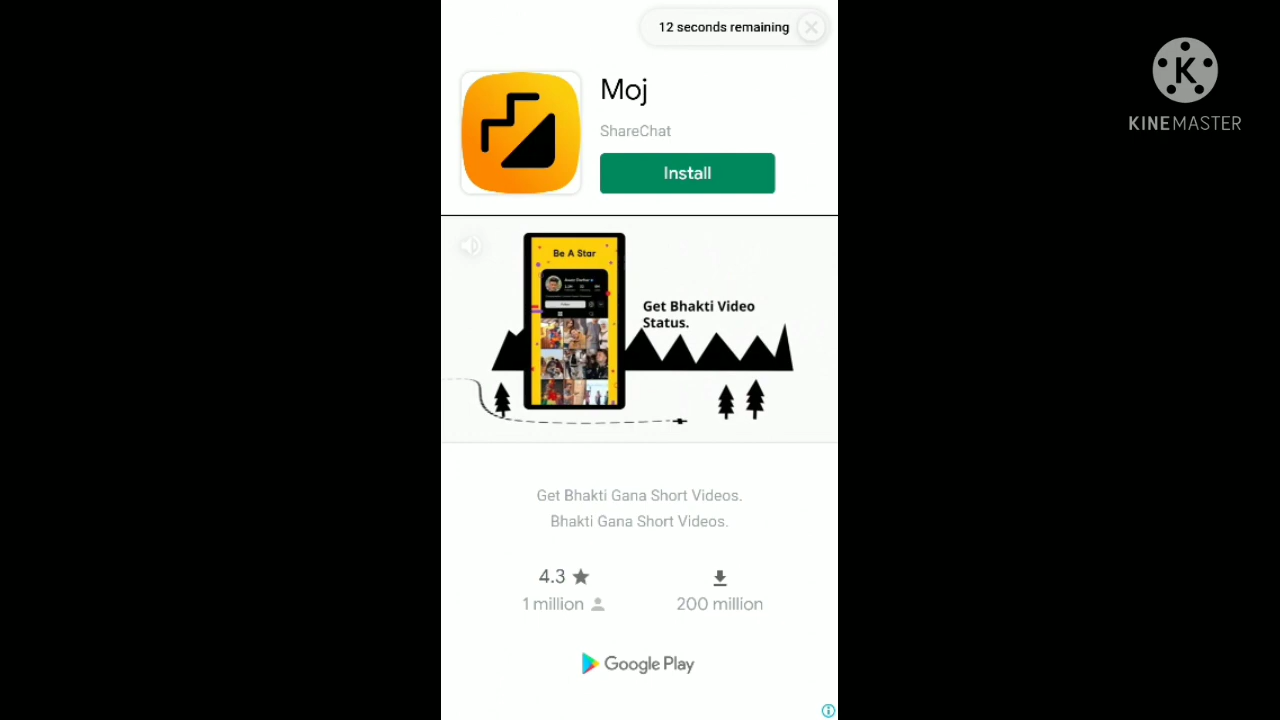 12 seconds remaining
KINEMASTER
Moj
ShareChat
Install
Be A Star
Get Bhakti Video
Status.
Get Bhakti Gana Short Videos.
Bhakti Gana Short Videos.
4.3
1 million
200 million
Google Play